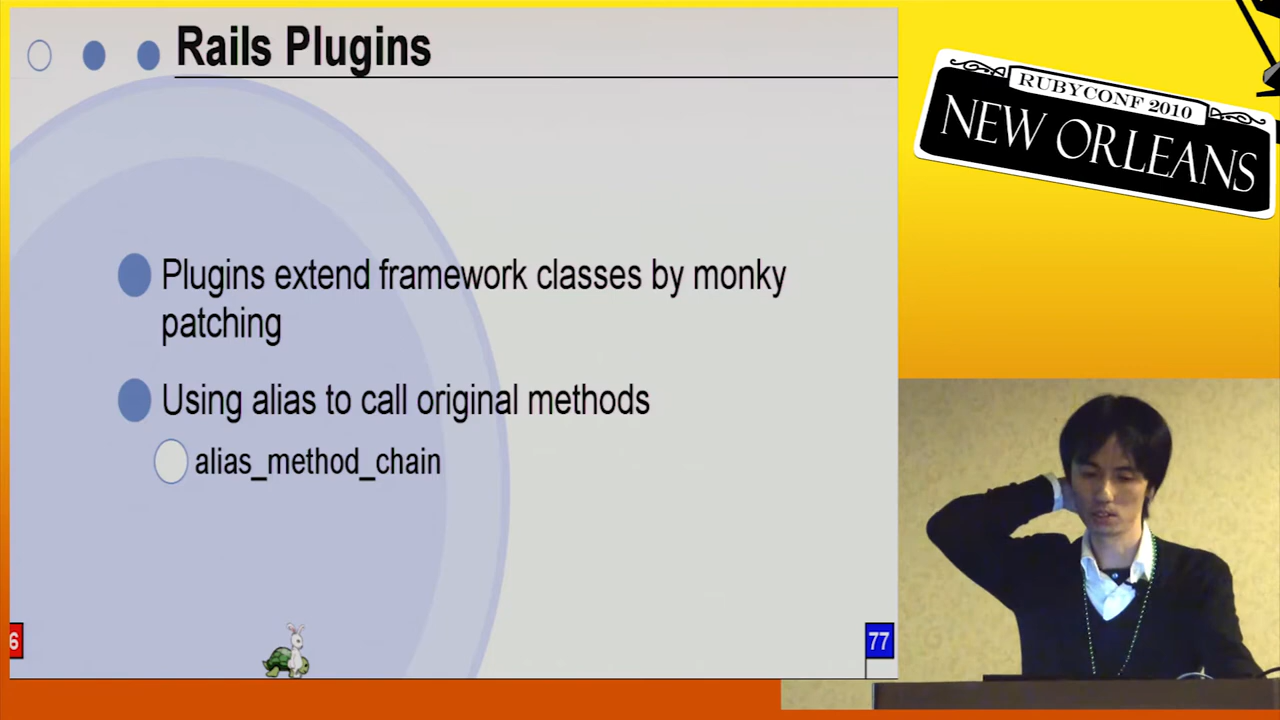 Rails Plugins
Plugins extend framework classes by monky
patching
Using alias to call original methods
alias_method_chain
6
77
RUBYCONF 2010
NEW ORLEANS